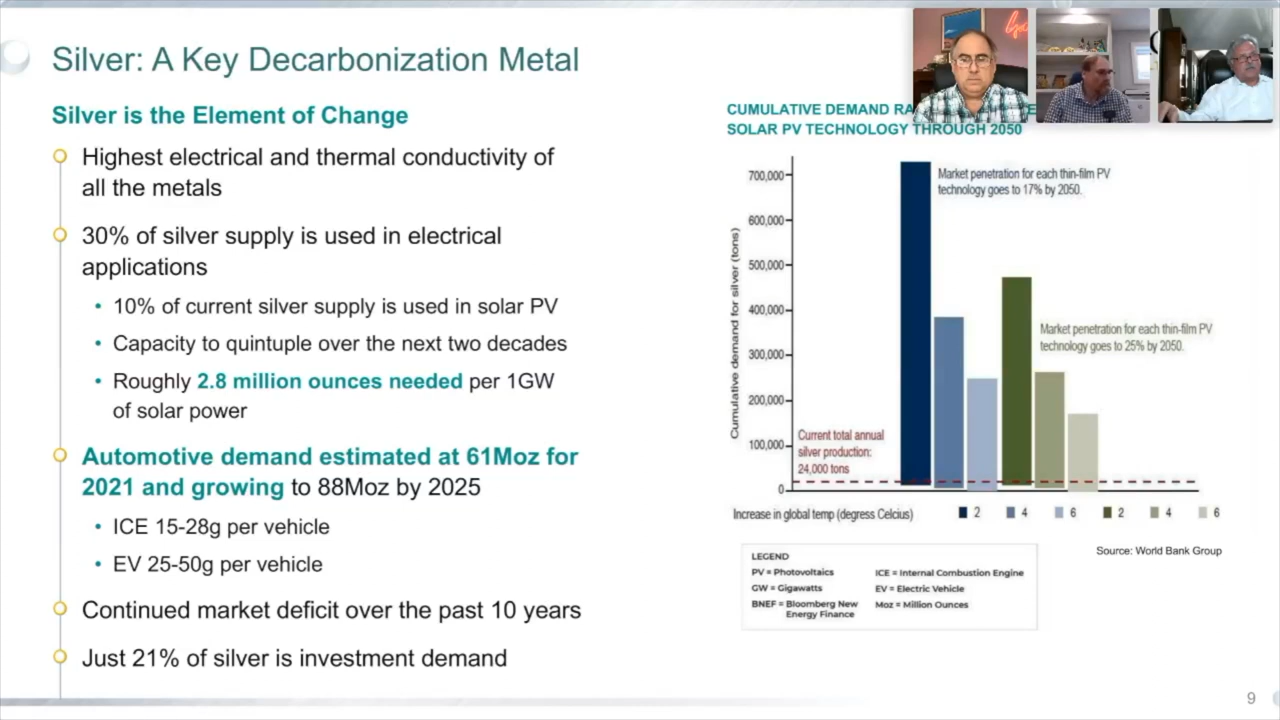 Silver: A Key Decarbonization Metal
Silver is the Element of Change
Highest electrical and thermal conductivity of
all the metals
30% of silver supply is used in electrical
applications
• 10% of current silver supply is used in solar PV
• Capacity to quintuple over the next two decades
• Roughly 2.8 million ounces needed per 1GW
of solar power
Automotive demand estimated at 61Moz for
2021 and growing to 88Moz by 2025
• ICE 15-28g per vehicle
• EV 25-50g per vehicle
Continued market deficit over the past 10 years
Just 21% of silver is investment demand
CUMULATIVE DEMAND
SOLAR PV TECHNOLOGY THROUGH 2050
Cumulative demand for silver (tons)
700,000
600,000
500,000
400,000
300,000
200,000
100,000
0
Market penetration for each thin-film PV
technology goes to 17% by 2050.
Market penetration for each thin-film PV
technology goes to 25% by 2050.
Current total annual
silver production:
24,000 tons
Increase in global temp (degress Celcius)
2 4 6 2 4 6
Source: World Bank Group
LEGEND
PV = Photovoltaics
GW = Gigawatts
BNEF = Bloomberg New
Energy Finance
ICE = Internal Combustion Engine
EV = Electric Vehicle
Moz = Million Ounces
9